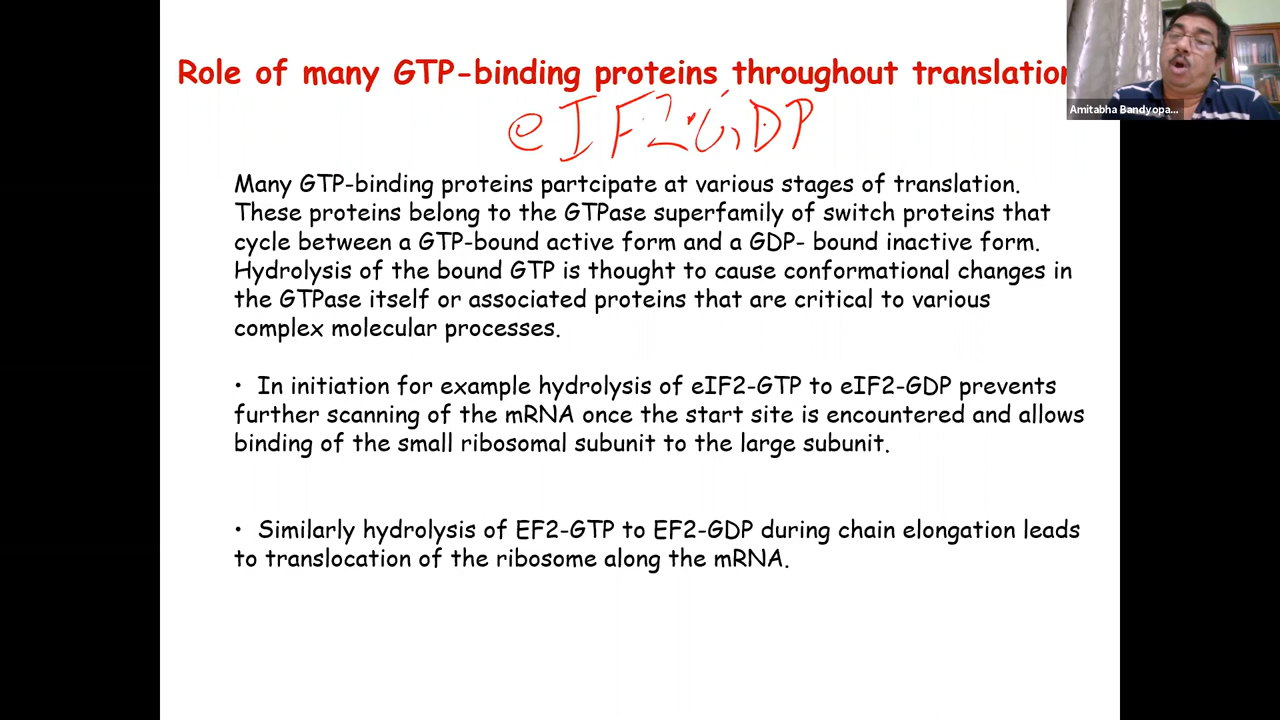 Role of many GTP-binding proteins throughout translation
Amitabha Bandyopa...
eIF2·GDP
Many GTP-binding proteins partcipate at various stages of translation.
These proteins belong to the GTPase superfamily of switch proteins that
cycle between a GTP-bound active form and a GDP- bound inactive form.
Hydrolysis of the bound GTP is thought to cause conformational changes in
the GTPase itself or associated proteins that are critical to various
complex molecular processes.
• In initiation for example hydrolysis of eIF2-GTP to eIF2-GDP prevents
further scanning of the mRNA once the start site is encountered and allows
binding of the small ribosomal subunit to the large subunit.
• Similarly hydrolysis of EF2-GTP to EF2-GDP during chain elongation leads
to translocation of the ribosome along the mRNA.